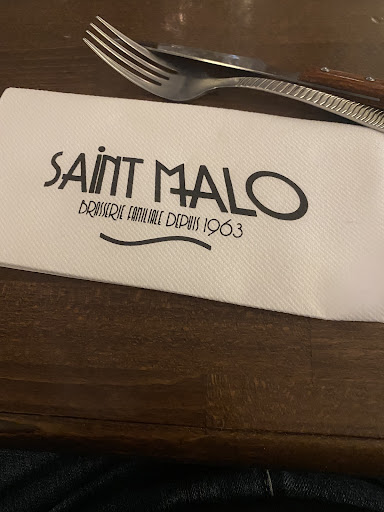 SAINT MALO
BRASSERIE FAMILIALE DEPUIS 1963